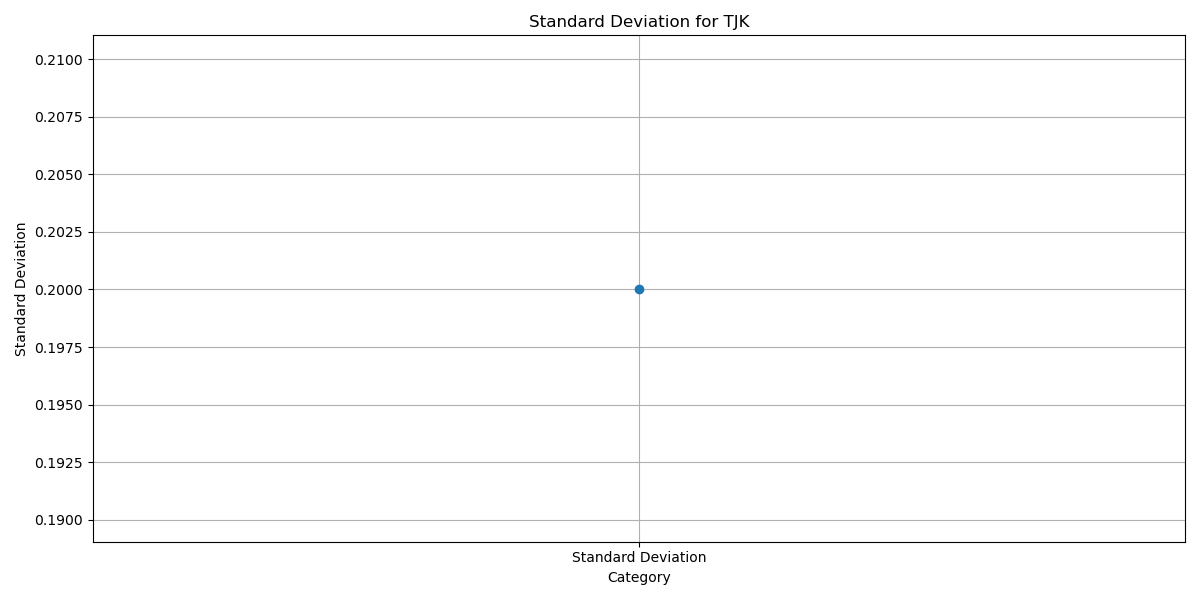 Standard Deviation for TJK
0.2100
0.2075
0.2050
0.2025
0.2000
0.1975
0.1950
0.1925
0.1900
Standard Deviation
Standard Deviation
Category